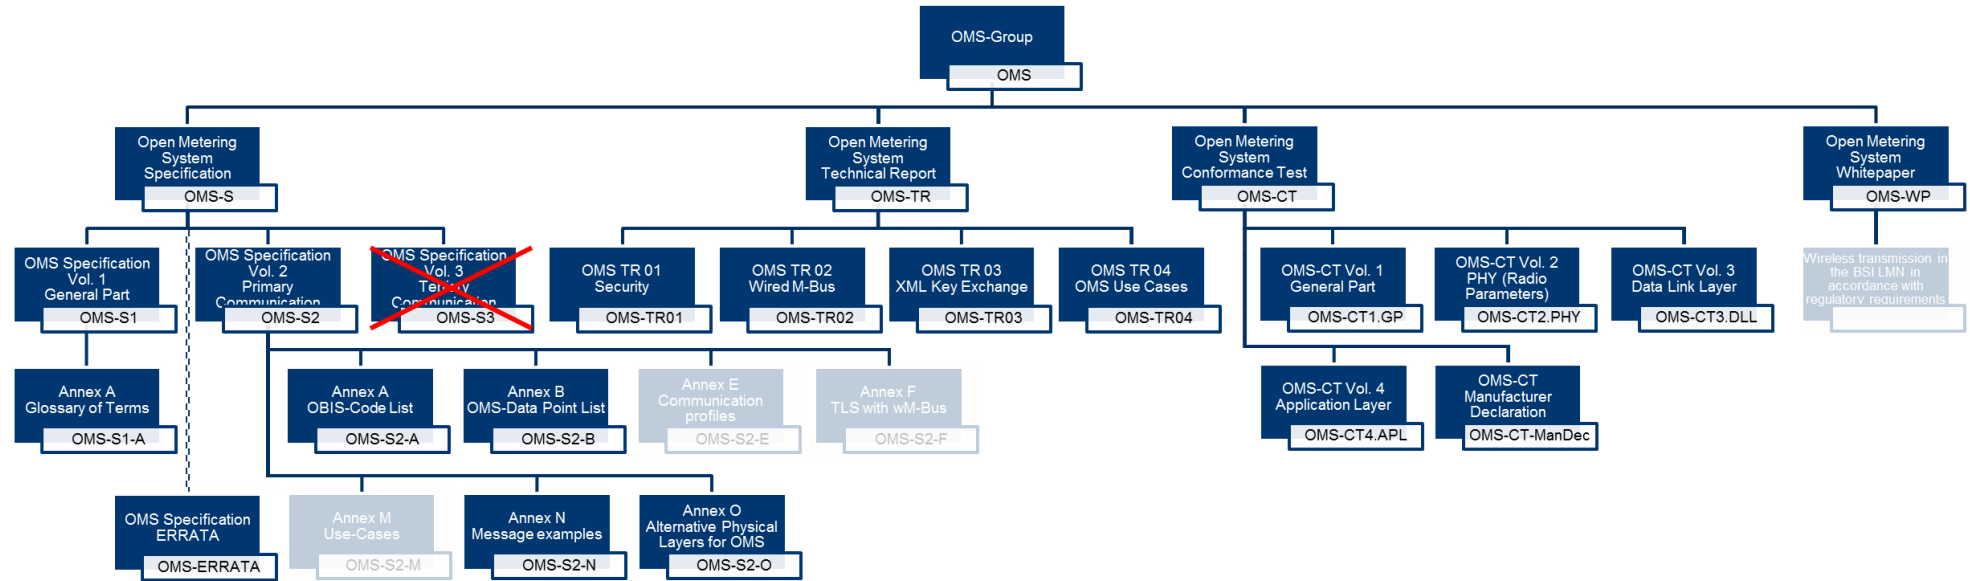 OMS-Group
OMS
Open Metering
System
Specification
OMS-S
Open Metering
System
Technical Report
OMS-TR
Open Metering
System
Conformance Test
OMS-CT
Open Metering
System
Whitepaper
OMS-WP
OMS Specification
Vol. 1
General Part
OMS-S1
OMS Specification
Vol. 2
Primary
Communication
OMS-S2
OMS Specification
Vol. 3
Tertiary
Communication
OMS-S3
OMS TR 01
Security
OMS-TR01
OMS TR 02
Wired M-Bus
OMS-TR02
OMS TR 03
XML Key Exchange
OMS-TR03
OMS TR 04
OMS Use Cases
OMS-TR04
OMS-CT Vol. 1
General Part
OMS-CT1.GP
OMS-CT Vol. 2
PHY (Radio
Parameters)
OMS-CT2.PHY
OMS-CT Vol. 3
Data Link Layer
OMS-CT3.DLL
Wireless transmission in
the BSI LMN in
accordance with
regulatory requirements
Annex A
Glossary of Terms
OMS-S1-A
Annex A
OBIS-Code List
OMS-S2-A
Annex B
OMS-Data Point List
OMS-S2-B
Annex E
Communication
profiles
OMS-S2-E
Annex F
TLS with wM-Bus
OMS-S2-F
OMS-CT Vol. 4
Application Layer
OMS-CT4.APL
OMS-CT
Manufacturer
Declaration
OMS-CT-ManDec
OMS Specification
ERRATA
OMS-ERRATA
Annex M
Use-Cases
OMS-S2-M
Annex N
Message examples
OMS-S2-N
Annex O
Alternative Physical
Layers for OMS
OMS-S2-O